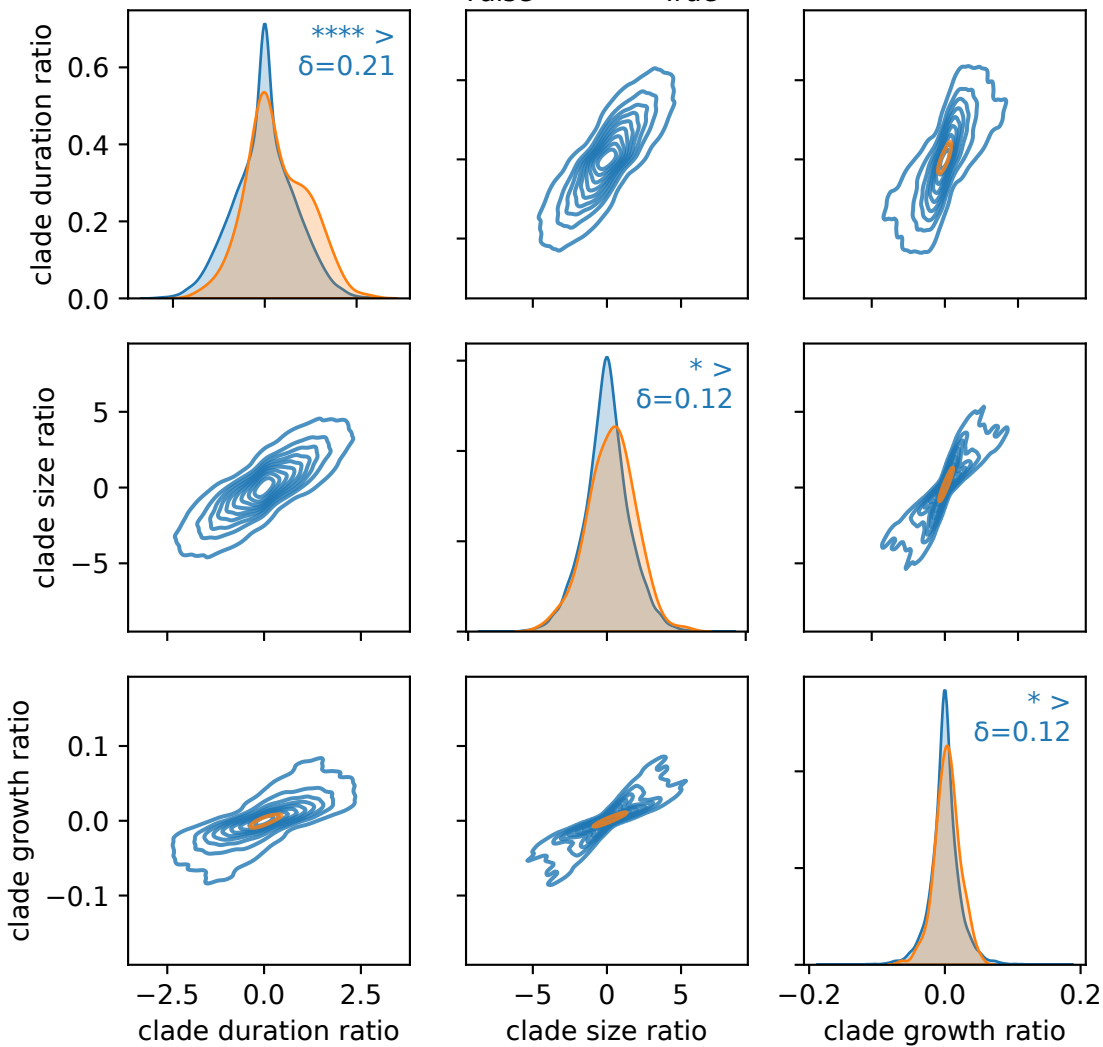 **** >
δ=0.21
clade duration ratio
0.6
0.4
0.2
0.0
* >
δ=0.12
clade size ratio
5
0
−5
* >
δ=0.12
clade growth ratio
0.1
0.0
−0.1
−2.5 0.0 2.5 −5 0 5 −0.2 0.0 0.2
clade duration ratio clade size ratio clade growth ratio